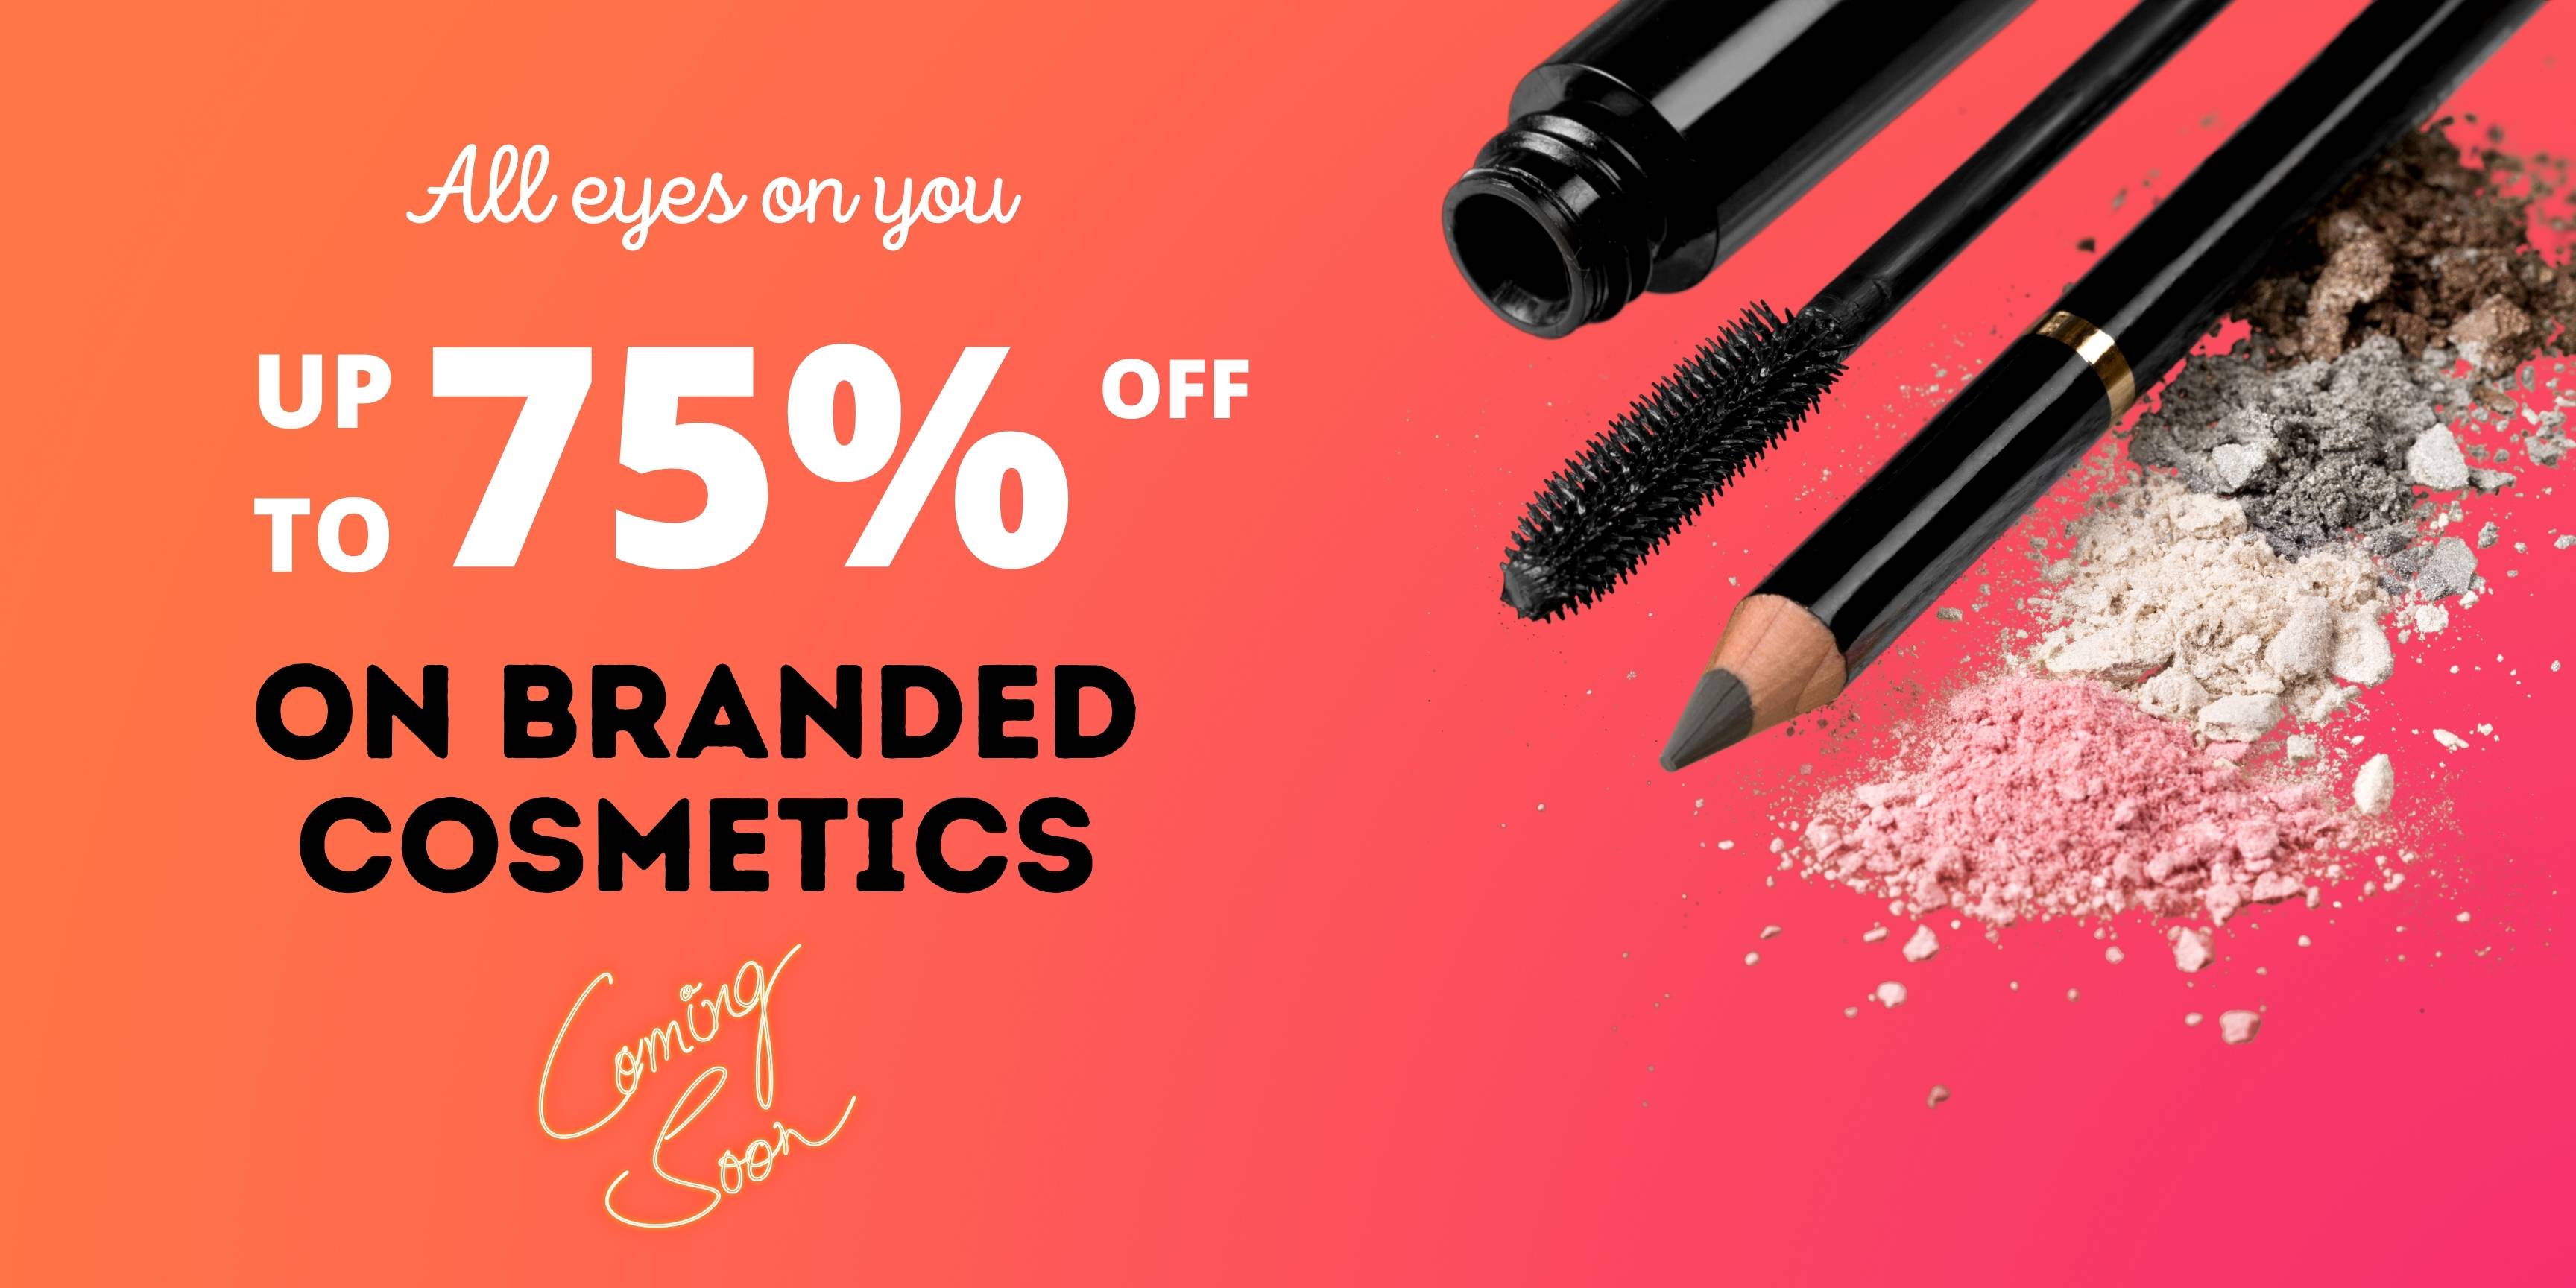 All eyes on you
UP TO 75% OFF
ON BRANDED
COSMETICS
Coming
Soon